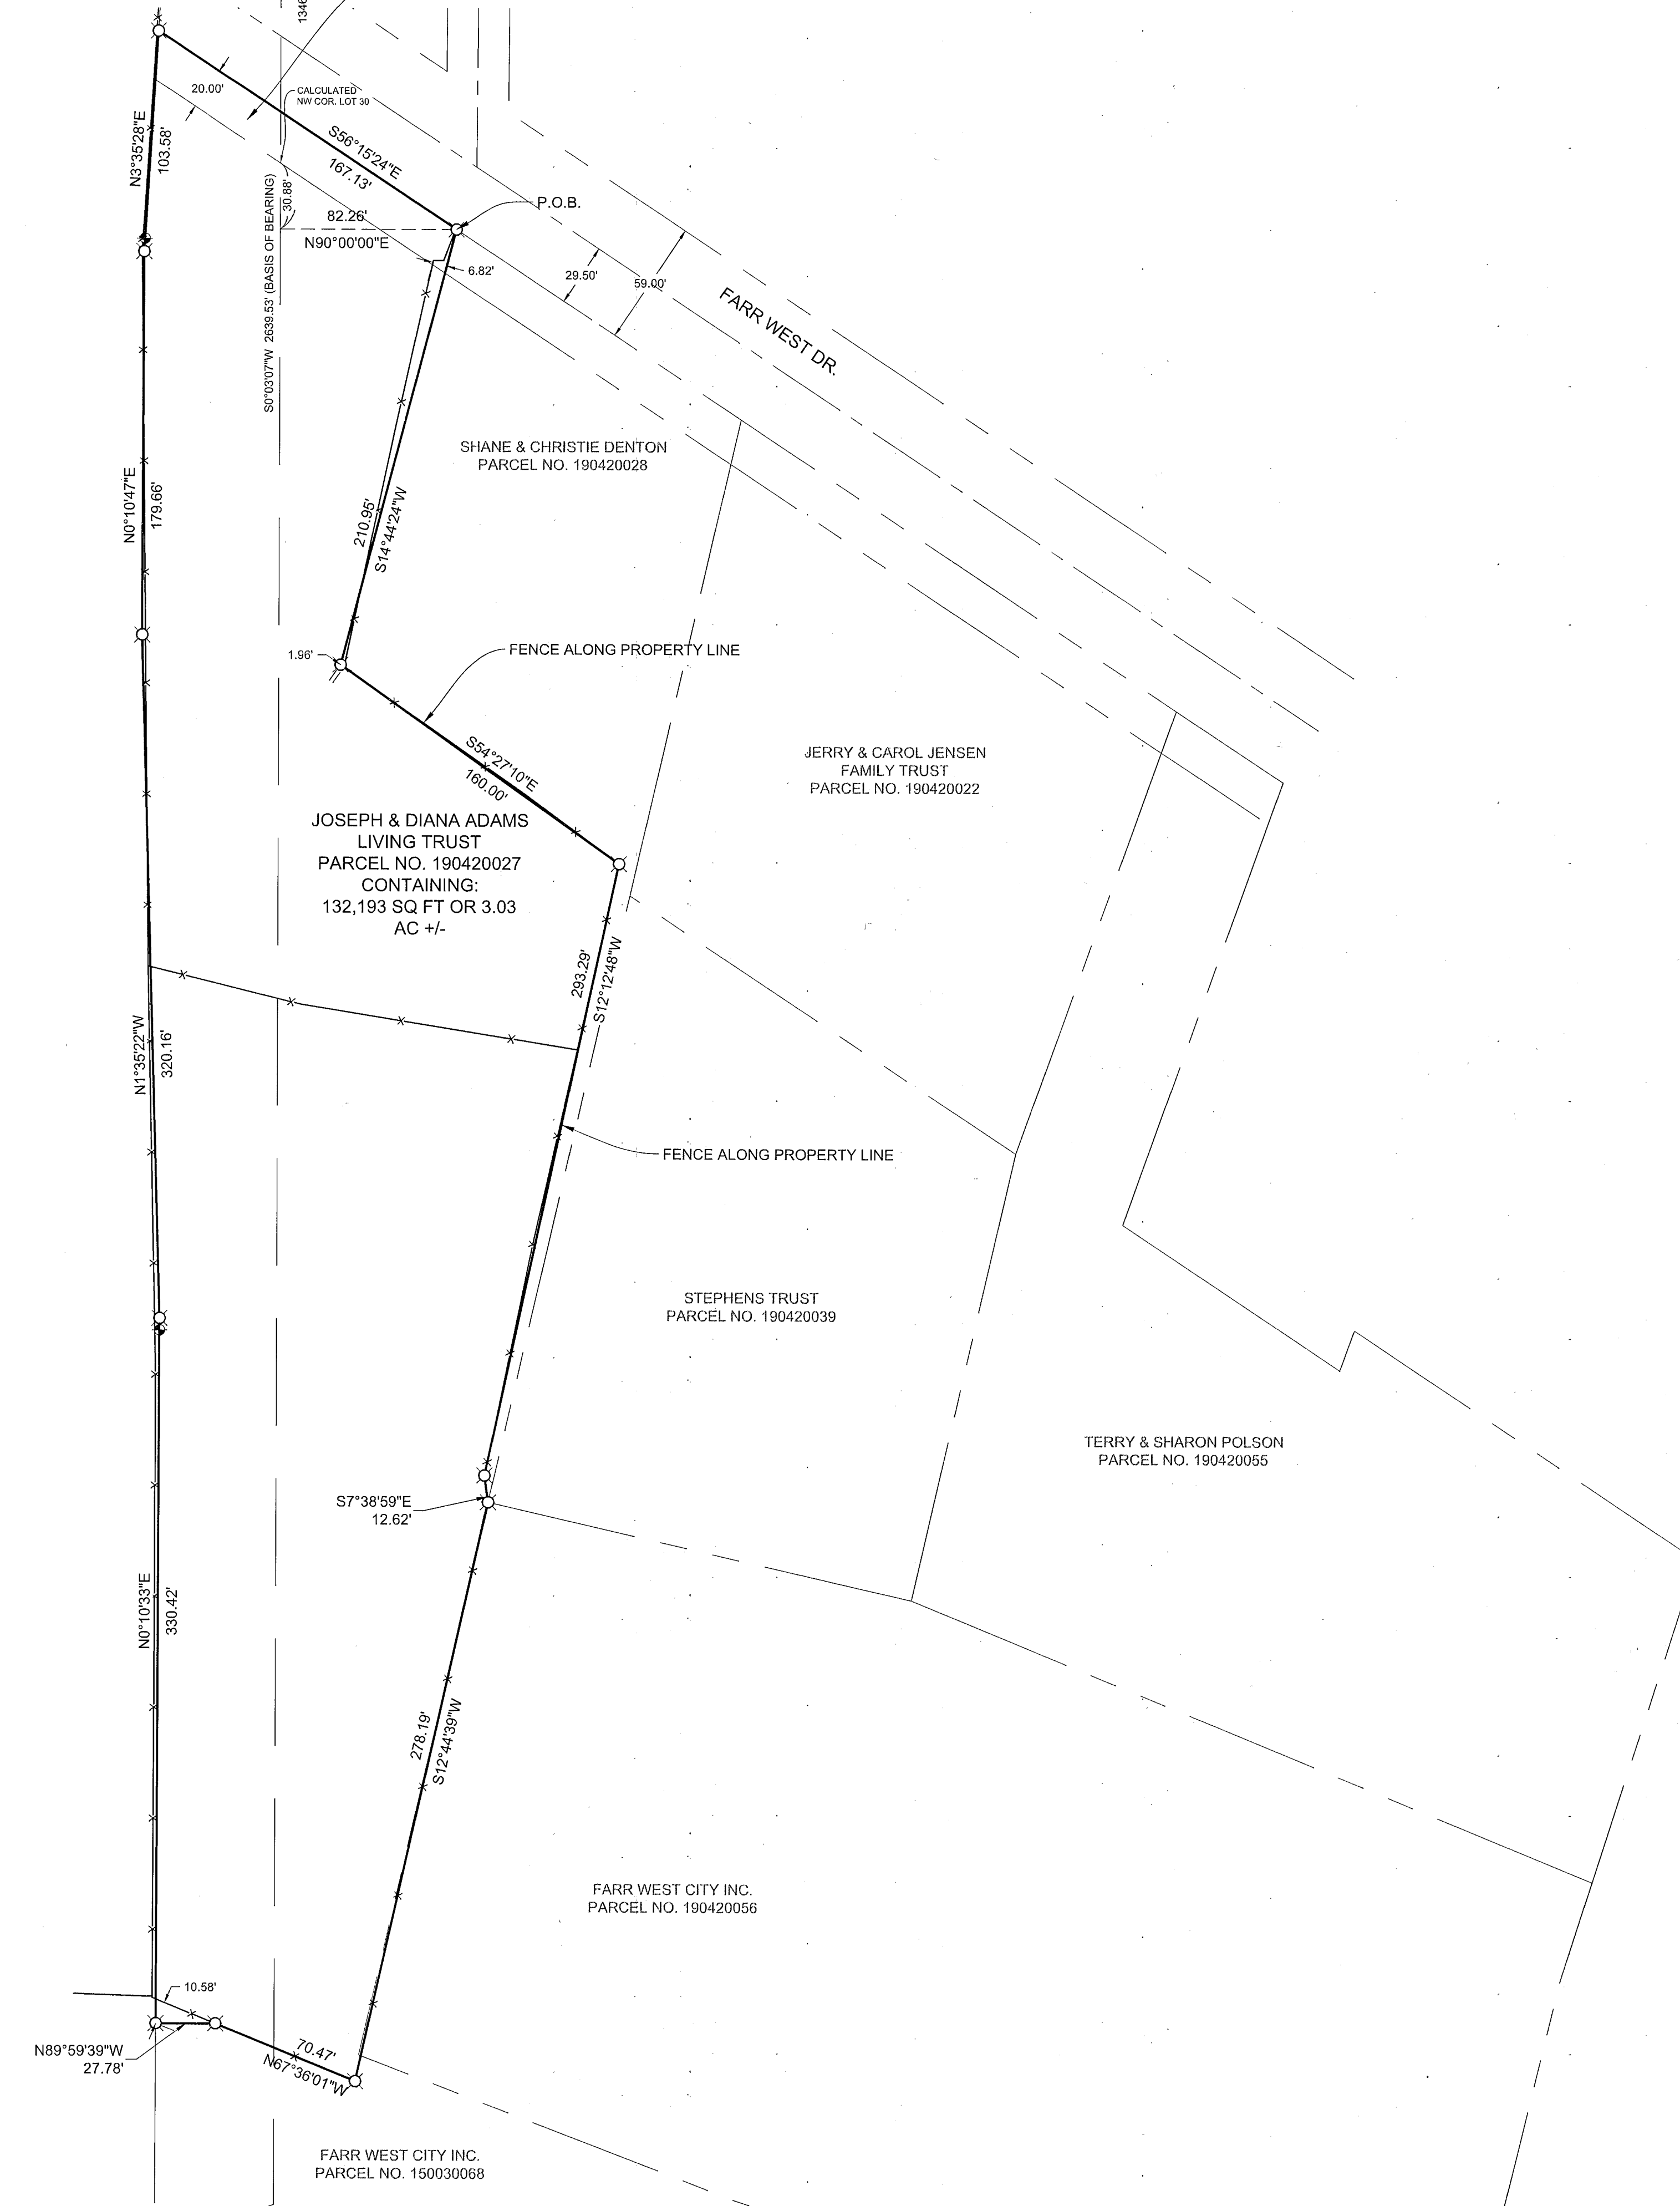 1346
20.00'
CALCULATED
NW COR. LOT 30
N3°35'28"E
103.58'
S56°15'24"E
167.13'
30.88'
S0°03'07"W 2639.53' (BASIS OF BEARING)
P.O.B.
82.26'
N90°00'00"E
6.82'
29.50'
59.00'
FARR WEST DR.
SHANE & CHRISTIE DENTON
PARCEL NO. 190420028
N0°10'47"E
179.66'
210.95'
S14°44'24"W
1.96'
FENCE ALONG PROPERTY LINE
S54°27'10"E
160.00'
JERRY & CAROL JENSEN
FAMILY TRUST
PARCEL NO. 190420022
JOSEPH & DIANA ADAMS
LIVING TRUST
PARCEL NO. 190420027
CONTAINING:
132,193 SQ FT OR 3.03
AC +/-
293.29'
S12°12'48"W
N1°35'22"W
320.16'
FENCE ALONG PROPERTY LINE
STEPHENS TRUST
PARCEL NO. 190420039
TERRY & SHARON POLSON
PARCEL NO. 190420055
S7°38'59"E
12.62'
N0°10'33"E
330.42'
278.19'
S12°44'39"W
FARR WEST CITY INC.
PARCEL NO. 190420056
10.58'
N89°59'39"W
27.78'
70.47'
N67°36'01"W
FARR WEST CITY INC.
PARCEL NO. 150030068